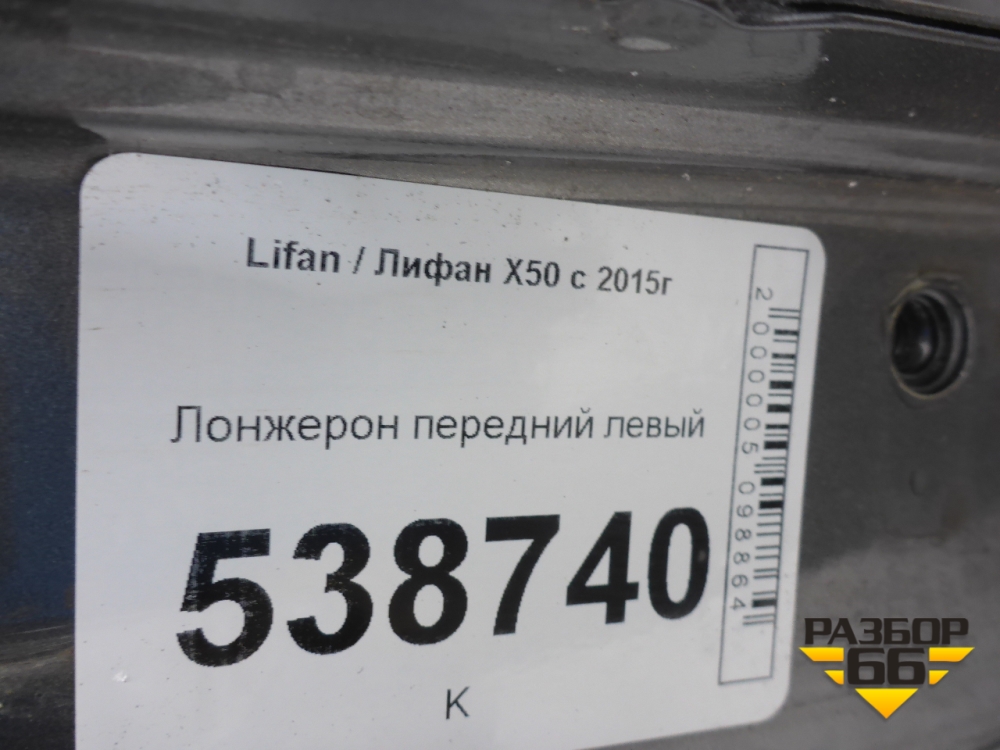 Lifan / Лифан X50 с 2015г
Лонжерон передний левый
538740
К
2000005098864
РАЗБОР
66